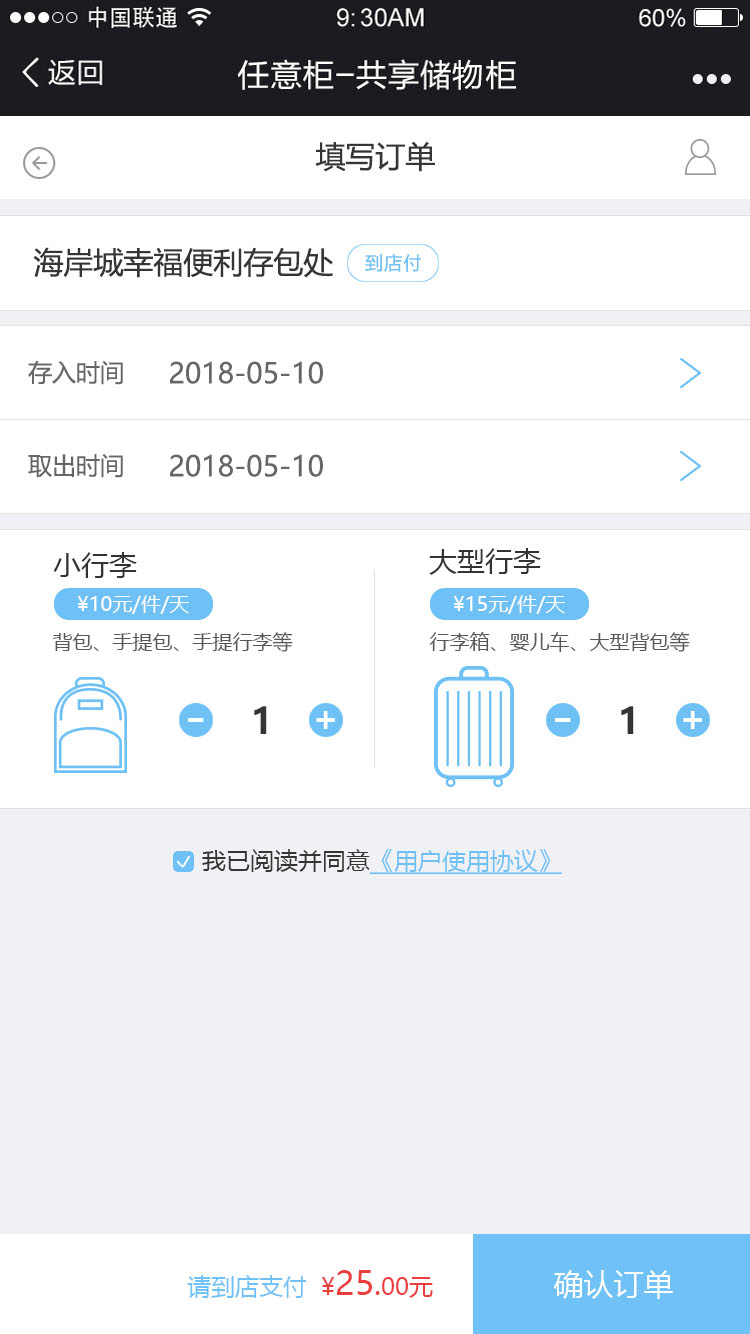 中国联通 9:30AM 60%
返回 任意柜-共享储物柜
填写订单
海岸城幸福便利存包处 到店付
存入时间 2018-05-10
取出时间 2018-05-10
小行李
¥10元/件/天
背包、手提包、手提行李等
1
大型行李
¥15元/件/天
行李箱、婴儿车、大型背包等
1
我已阅读并同意《用户使用协议》
请到店支付 ¥25.00元 确认订单